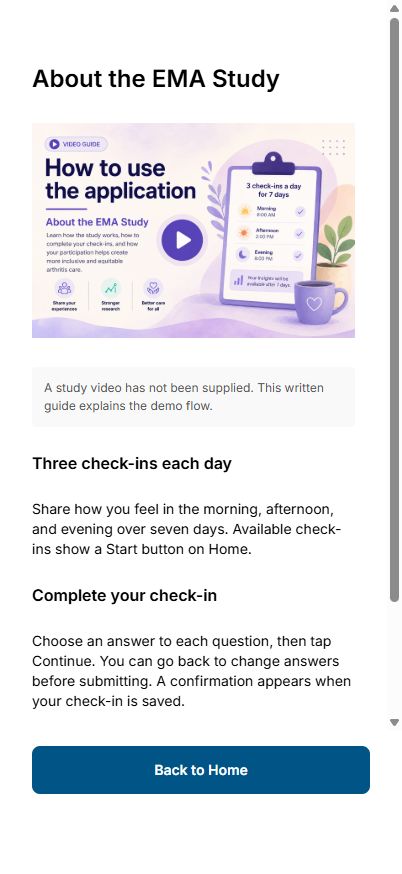 About the EMA Study
VIDEO GUIDE
How to use
the application
About the EMA Study
Learn how the study works, how to
complete your check-ins, and how
your participation helps create
more inclusive and equitable
arthritis care.
Share your
experiences
Stronger
research
Better care
for all
3 check-ins a day
for 7 days
Morning
8:00 AM
Afternoon
2:00 PM
Evening
8:00 PM
Your insights will be
available after 7 days.
A study video has not been supplied. This written
guide explains the demo flow.
Three check-ins each day
Share how you feel in the morning, afternoon,
and evening over seven days. Available check-
ins show a Start button on Home.
Complete your check-in
Choose an answer to each question, then tap
Continue. You can go back to change answers
before submitting. A confirmation appears when
your check-in is saved.
Back to Home